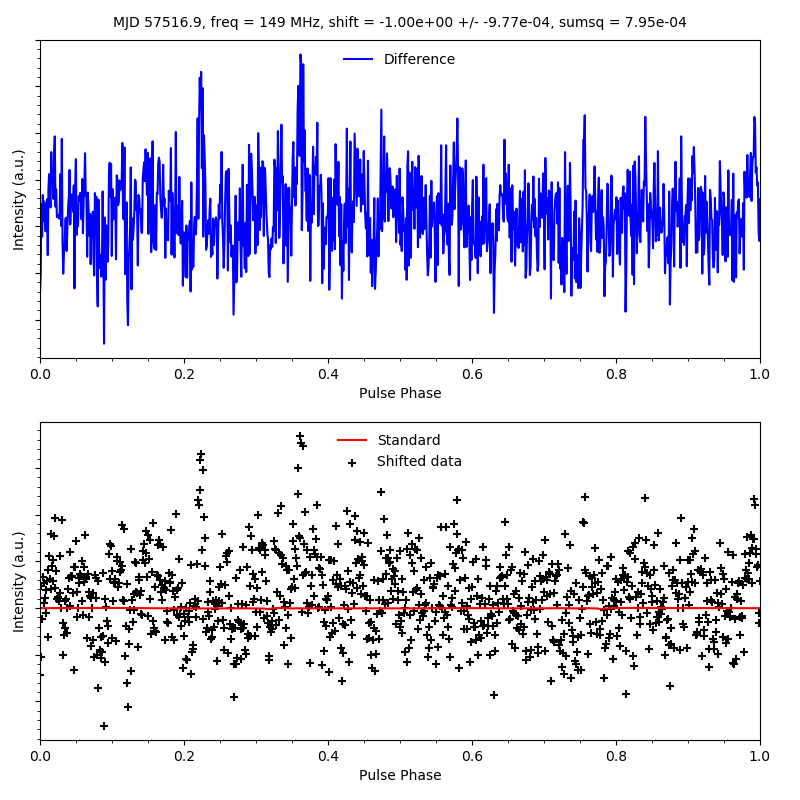 MJD 57516.9, freq = 149 MHz, shift = -1.00e+00 +/- -9.77e-04, sumsq = 7.95e-04
Difference
Intensity (a.u.)
0.0 0.2 0.4 0.6 0.8 1.0
Pulse Phase
Standard
Shifted data
Intensity (a.u.)
0.0 0.2 0.4 0.6 0.8 1.0
Pulse Phase